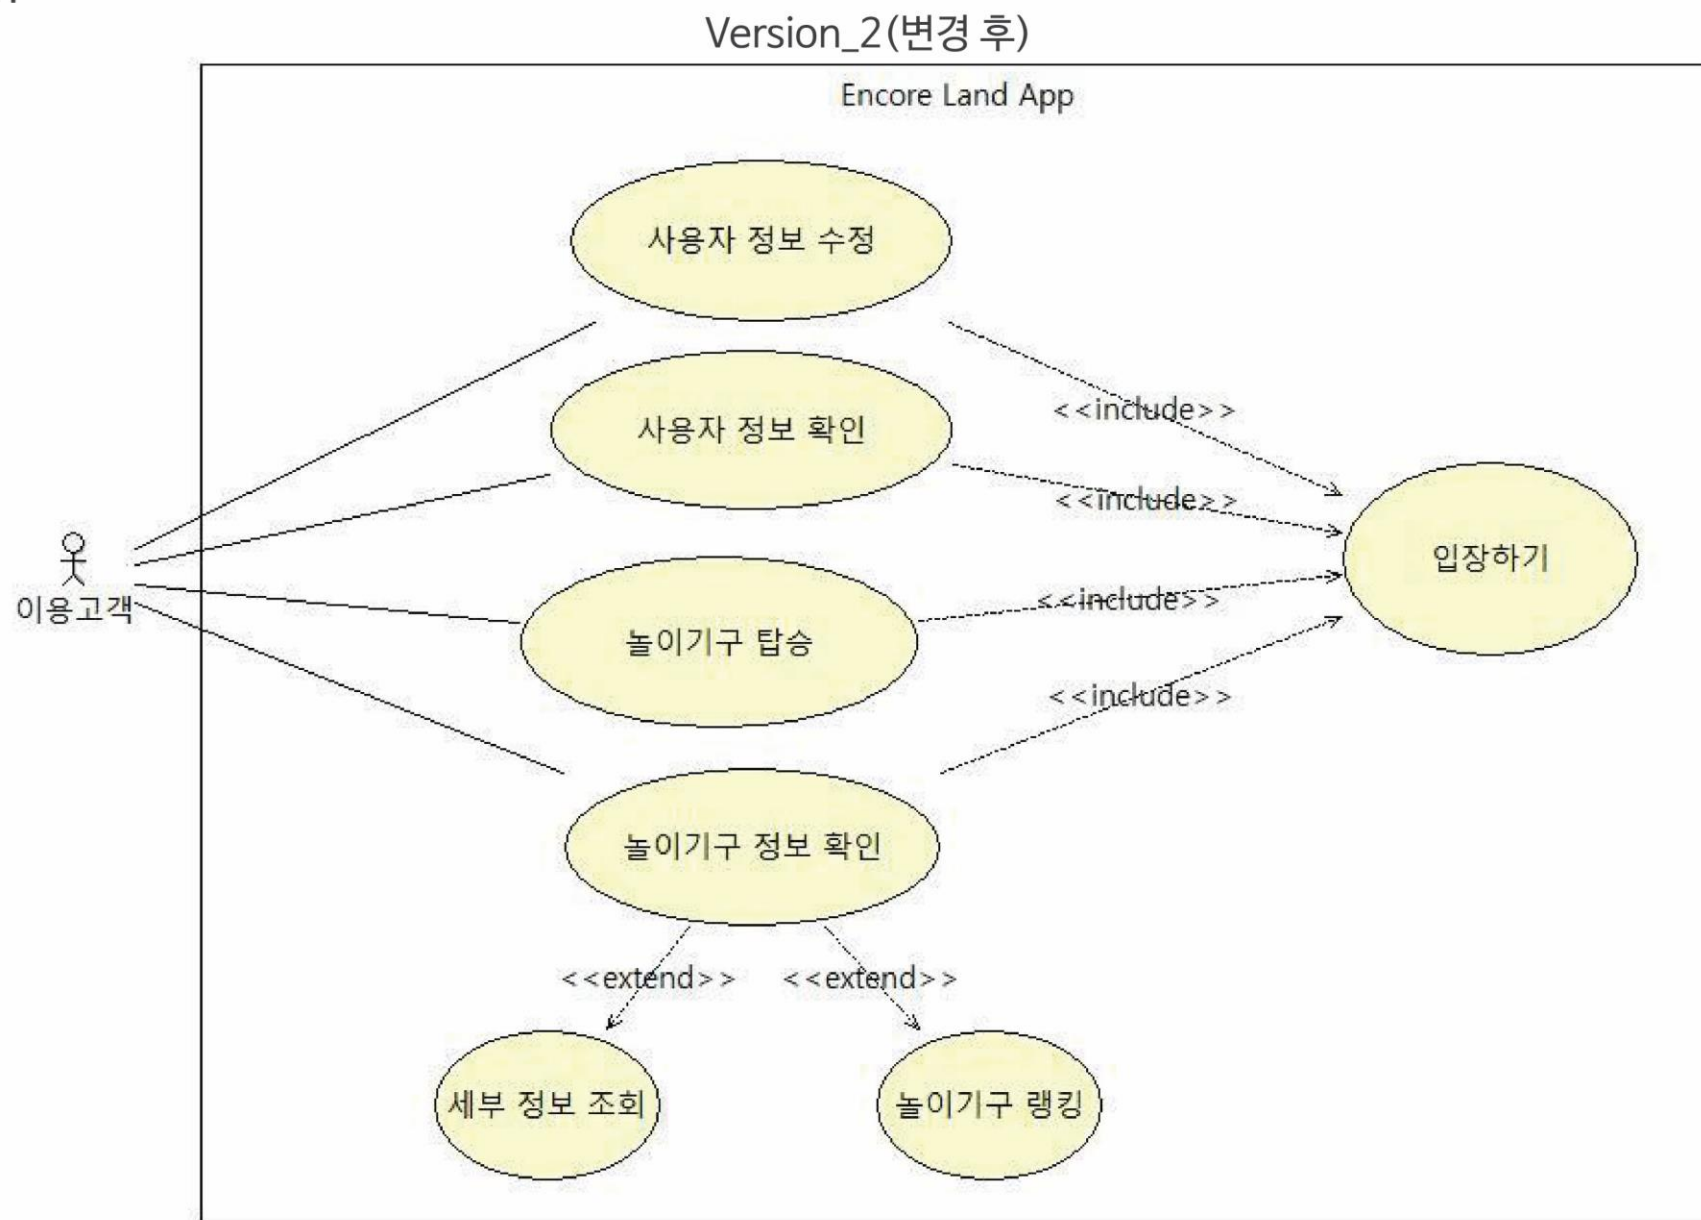 Version_2(변경 후)
Encore Land App
사용자 정보 수정
사용자 정보 확인
<<include>>
<<include>>
입장하기
이용고객
<<include>>
놀이기구 탑승
<<include>>
놀이기구 정보 확인
<<extend>>
<<extend>>
세부 정보 조회
놀이기구 랭킹